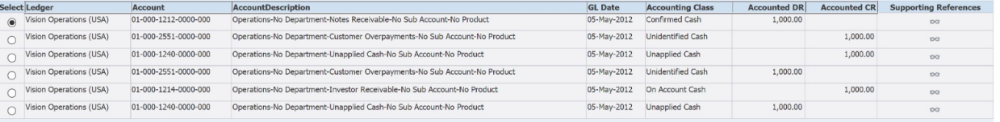 Select Ledger Account AccountDescription GL Date Accounting Class Accounted DR Accounted CR Supporting References
Vision Operations (USA) 01-000-1212-0000-000 Operations-No Department-Notes Receivable-No Sub Account-No Product 05-May-2012 Confirmed Cash 1,000.00
Vision Operations (USA) 01-000-2551-0000-000 Operations-No Department-Customer Overpayments-No Sub Account-No Product 05-May-2012 Unidentified Cash 1,000.00
Vision Operations (USA) 01-000-1240-0000-000 Operations-No Department-Unapplied Cash-No Sub Account-No Product 05-May-2012 Unapplied Cash 1,000.00
Vision Operations (USA) 01-000-2551-0000-000 Operations-No Department-Customer Overpayments-No Sub Account-No Product 05-May-2012 Unidentified Cash 1,000.00
Vision Operations (USA) 01-000-1214-0000-000 Operations-No Department-Investor Receivable-No Sub Account-No Product 05-May-2012 On Account Cash 1,000.00
Vision Operations (USA) 01-000-1240-0000-000 Operations-No Department-Unapplied Cash-No Sub Account-No Product 05-May-2012 Unapplied Cash 1,000.00